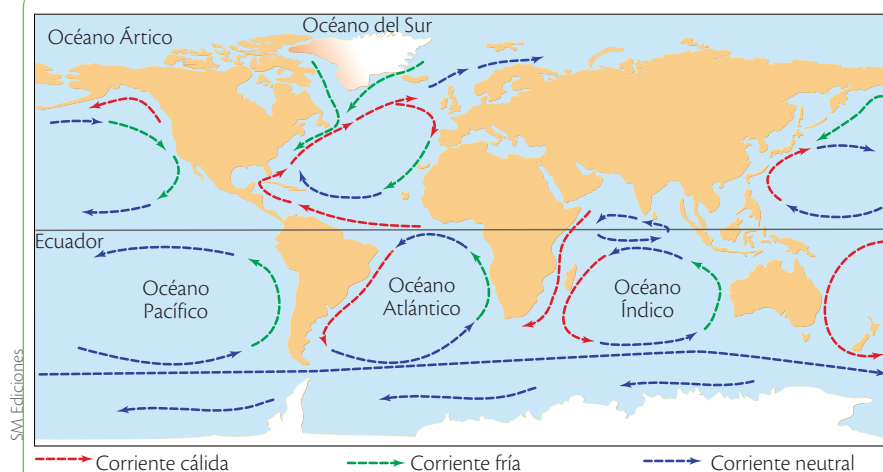 Océano del Sur
Océano Ártico
Ecuador
Océano
Pacífico
Océano
Atlántico
Océano
Índico
SM Ediciones
Corriente cálida
Corriente fría
Corriente neutral